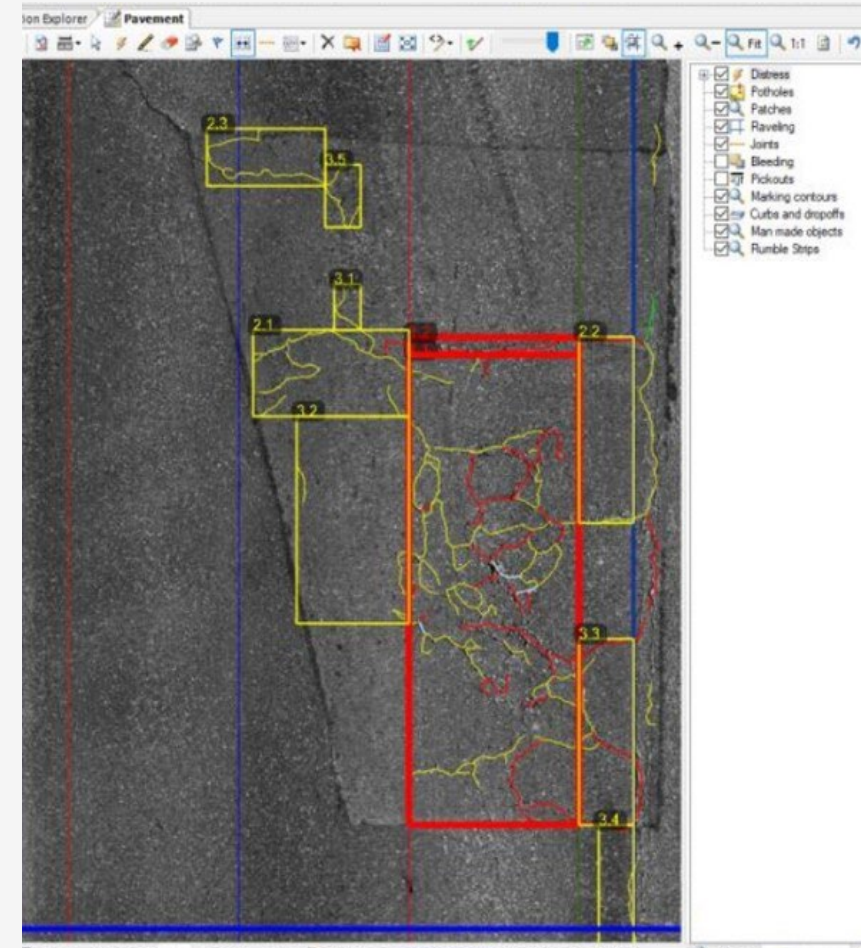 ion Explorer
Pavement
Fit
1:1
Distress
Potholes
Patches
Raveling
Joints
Bleeding
Pickouts
Marking contours
Curbs and dropoffs
Man made objects
Rumble Strips
2.3
3.5
3.1
2.1
2.2
3.2
3.3
3.4